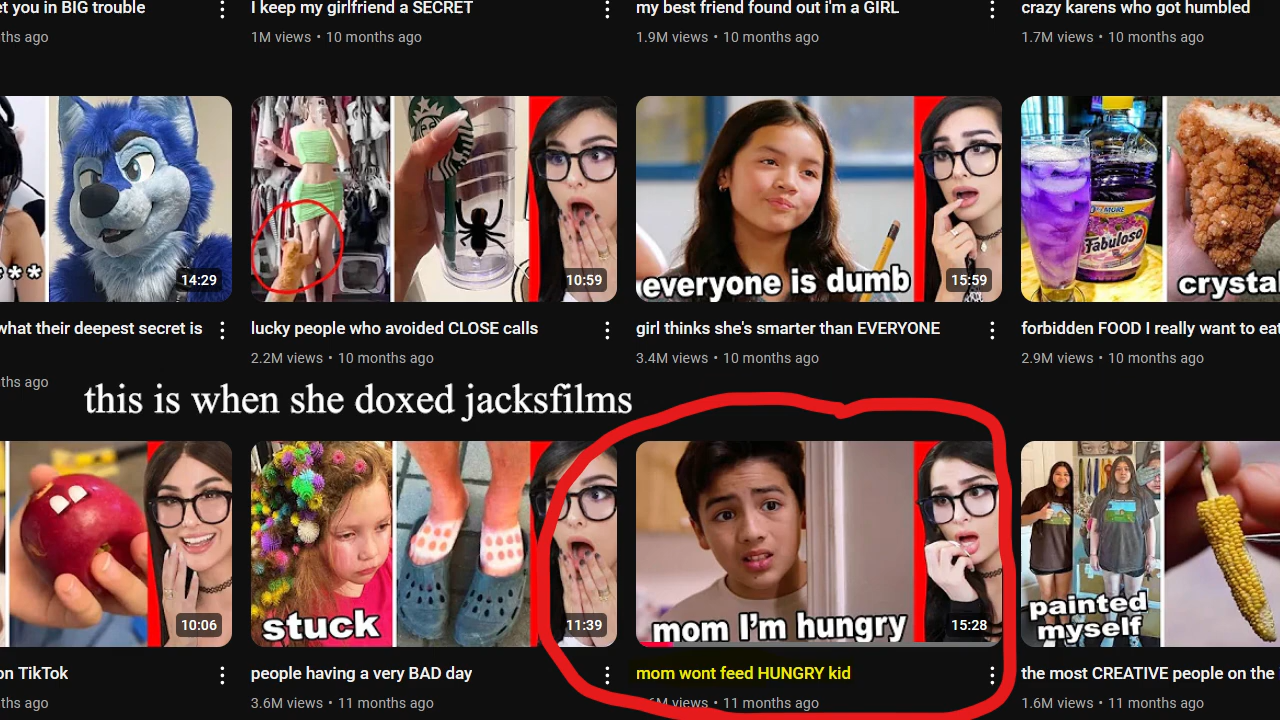 t you in BIG trouble
I keep my girlfriend a SECRET
my best friend found out i'm a GIRL
crazy karens who got humbled
ths ago
1M views • 10 months ago
1.9M views • 10 months ago
1.7M views • 10 months ago
**
14:29
10:59
everyone is dumb
15:59
&MORE
Fabuloso
crystal
what their deepest secret is
lucky people who avoided CLOSE calls
girl thinks she's smarter than EVERYONE
forbidden FOOD I really want to eat
ths ago
2.2M views • 10 months ago
3.4M views • 10 months ago
2.9M views • 10 months ago
this is when she doxed jacksfilms
10:06
stuck
11:39
mom I'm hungry
15:28
painted
myself
on TikTok
people having a very BAD day
mom wont feed HUNGRY kid
the most CREATIVE people on the
ths ago
3.6M views • 11 months ago
6M views • 11 months ago
1.6M views • 11 months ago